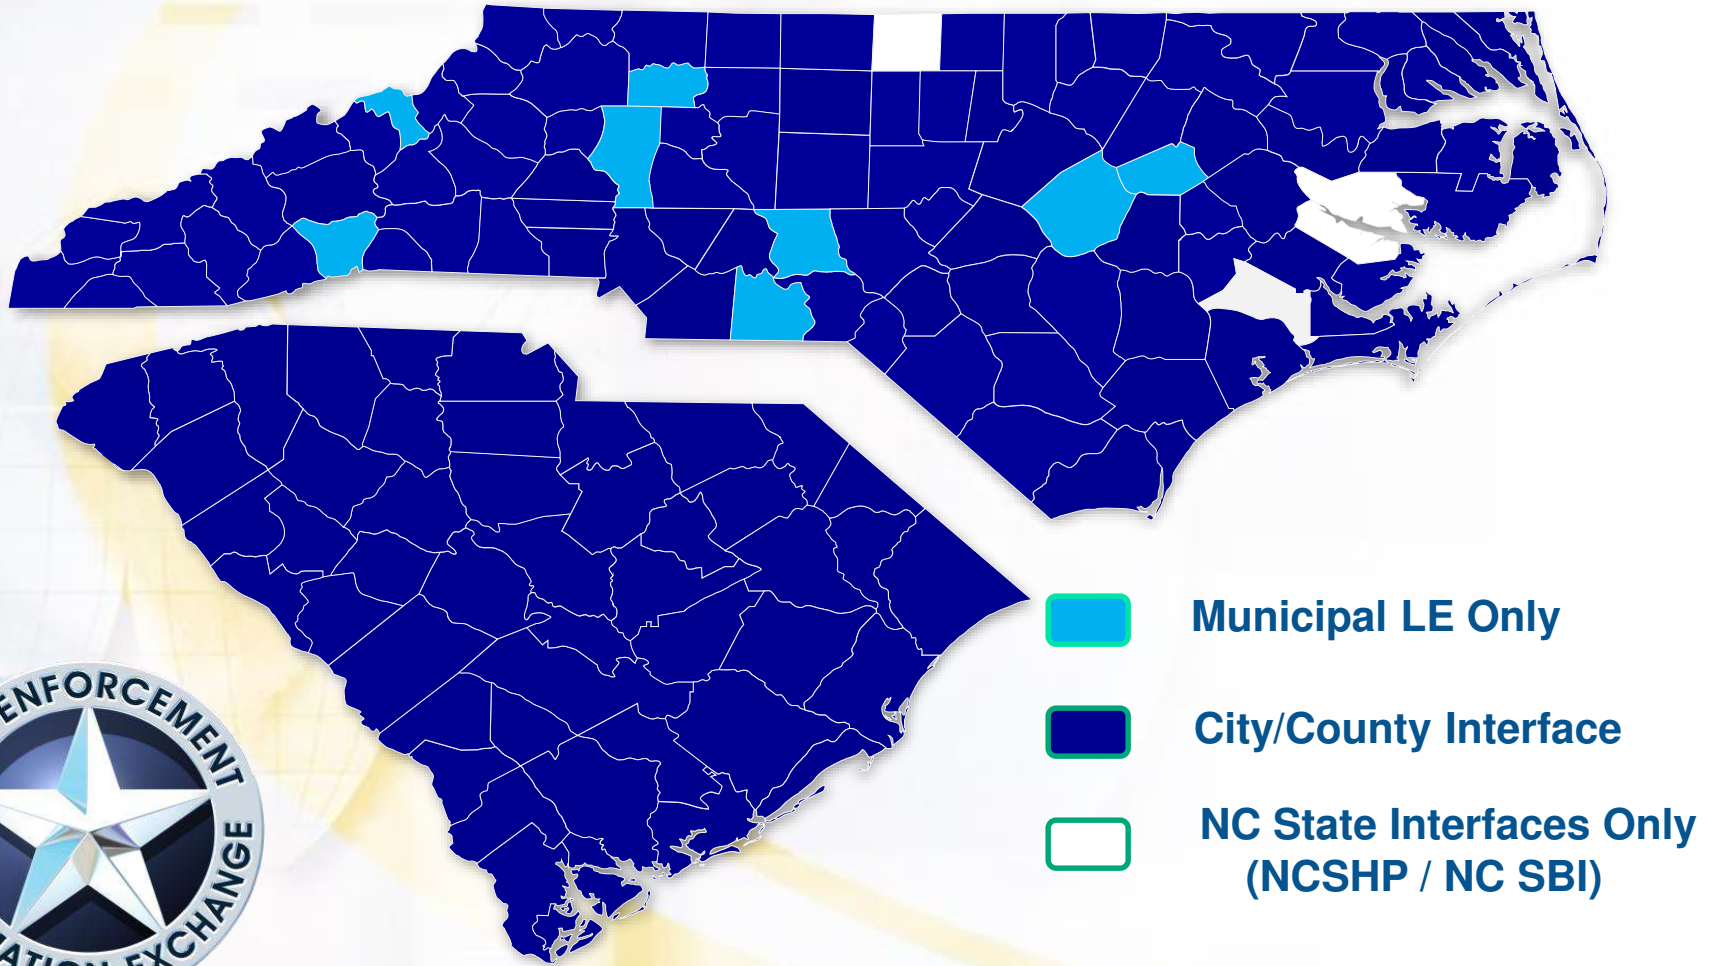 Municipal LE Only
City/County Interface
NC State Interfaces Only
(NCSHP / NC SBI)
ENFORCEMENT
EXCHANGE